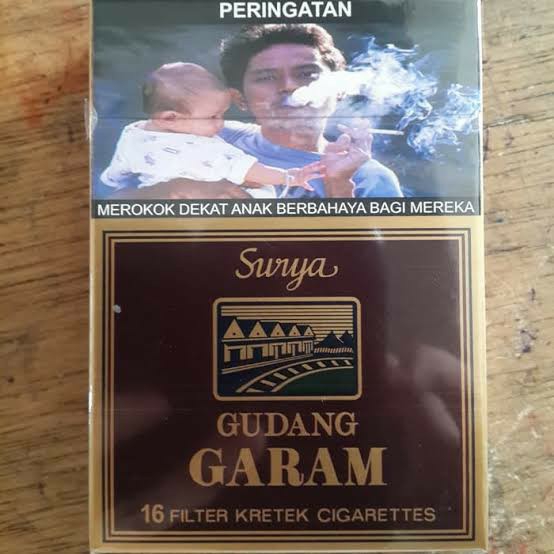 PERINGATAN
MEROKOK DEKAT ANAK BERBAHAYA BAGI MEREKA
Surya
GUDANG
GARAM
16 FILTER KRETEK CIGARETTES